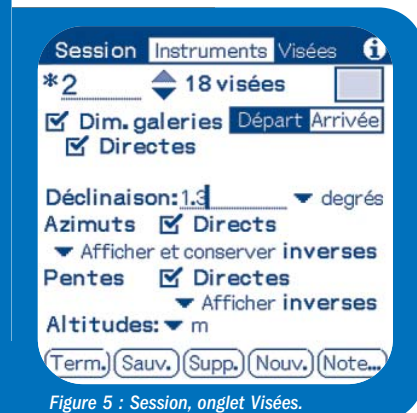 Session Instruments Visées i
*2 18 visées
Dim. galeries Départ Arrivée
Directes
Déclinaison: 1.3 degrés
Azimuts Directs
Afficher et conserver inverses
Pentes Directes
Afficher inverses
Altitudes: m
Term. Sauv. Supp. Nouv. Note...
Figure 5 : Session, onglet Visées.